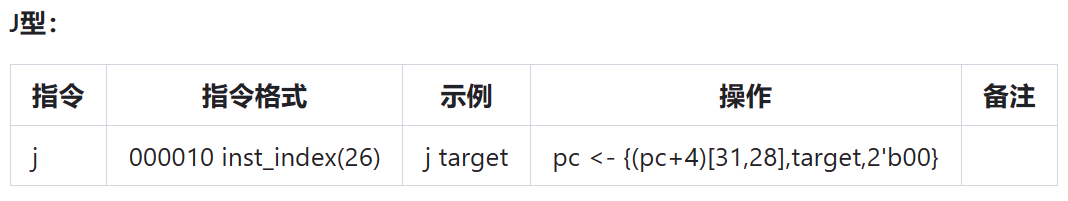 J型：
指令 指令格式 示例 操作 备注
j 000010 inst_index(26) j target pc <- {(pc+4)[31,28],target,2'b00}